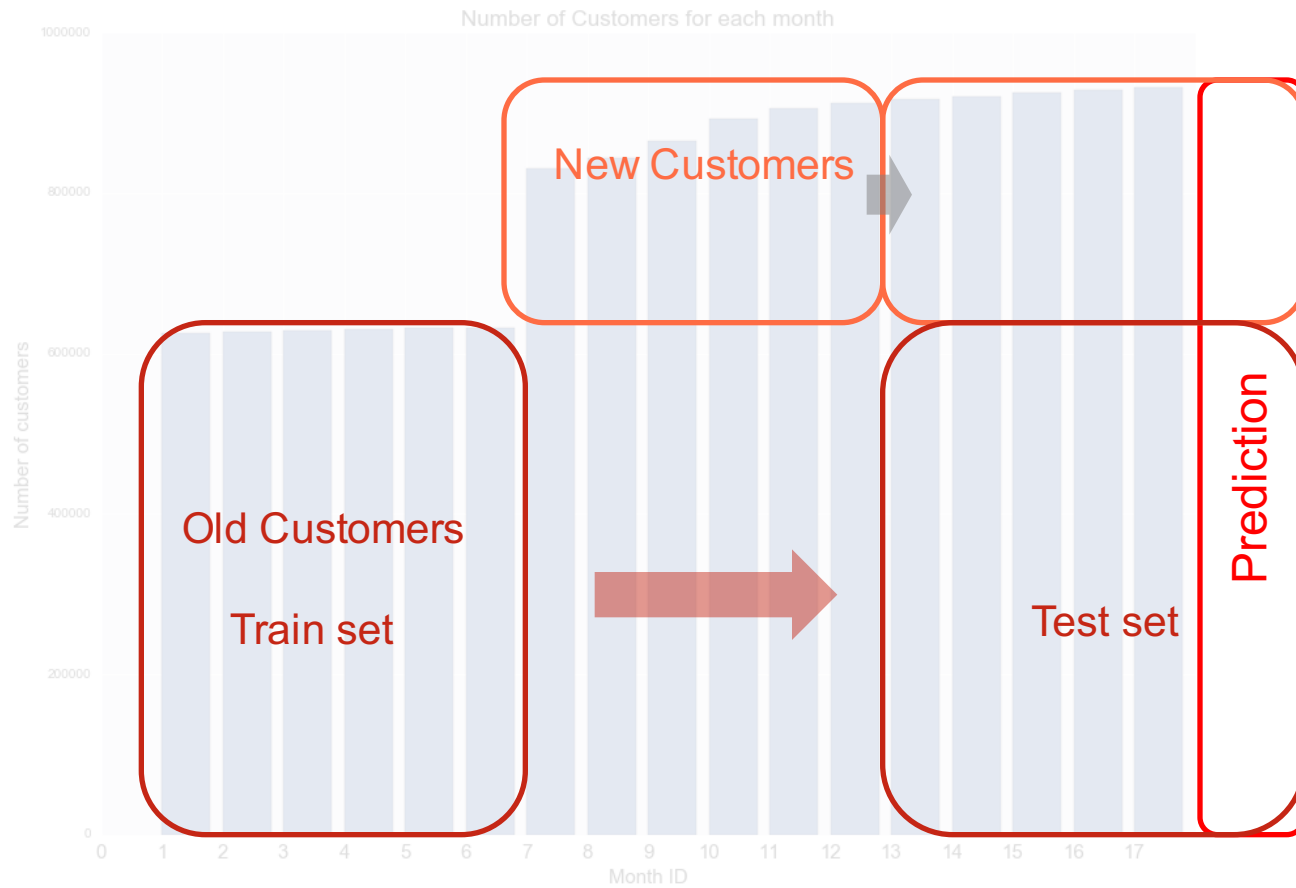 Number of Customers for each month
1000000
800000
600000
400000
200000
0
Number of customers
New Customers
Old Customers
Train set
Test set
Prediction
0 1 2 3 4 5 6 7 8 9 10 11 12 13 14 15 16 17
Month ID